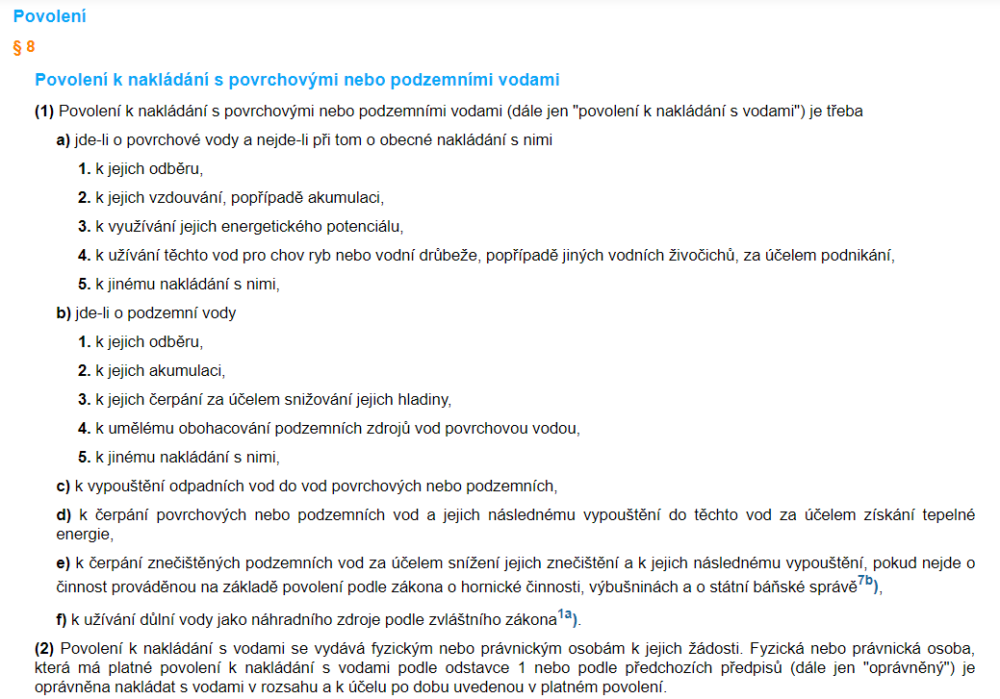 Povolení
§ 8
Povolení k nakládání s povrchovými nebo podzemními vodami
(1) Povolení k nakládání s povrchovými nebo podzemními vodami (dále jen "povolení k nakládání s vodami") je třeba
a) jde-li o povrchové vody a nejde-li při tom o obecné nakládání s nimi
1. k jejich odběru,
2. k jejich vzdouvání, popřípadě akumulaci,
3. k využívání jejich energetického potenciálu,
4. k užívání těchto vod pro chov ryb nebo vodní drůbeže, popřípadě jiných vodních živočichů, za účelem podnikání,
5. k jinému nakládání s nimi,
b) jde-li o podzemní vody
1. k jejich odběru,
2. k jejich akumulaci,
3. k jejich čerpání za účelem snižování jejich hladiny,
4. k umělému obohacování podzemních zdrojů vod povrchovou vodou,
5. k jinému nakládání s nimi,
c) k vypouštění odpadních vod do vod povrchových nebo podzemních,
d) k čerpání povrchových nebo podzemních vod a jejich následnému vypouštění do těchto vod za účelem získání tepelné
energie,
e) k čerpání znečištěných podzemních vod za účelem snížení jejich znečištění a k jejich následnému vypouštění, pokud nejde o
činnost prováděnou na základě povolení podle zákona o hornické činnosti, výbušninách a o státní báňské správě7b),
f) k užívání důlní vody jako náhradního zdroje podle zvláštního zákona1a).
(2) Povolení k nakládání s vodami se vydává fyzickým nebo právnickým osobám k jejich žádosti. Fyzická nebo právnická osoba,
která má platné povolení k nakládání s vodami podle odstavce 1 nebo podle předchozích předpisů (dále jen "oprávněný") je
oprávněna nakládat s vodami v rozsahu a k účelu po dobu uvedenou v platném povolení.